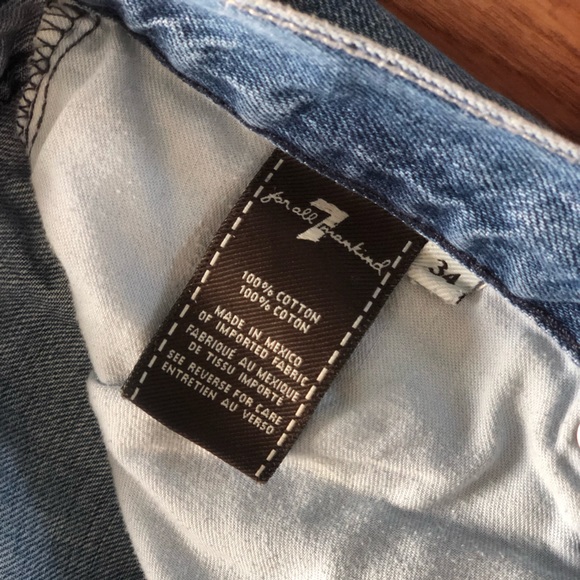 7
for all mankind
34
100% COTTON
100% COTON
MADE IN MEXICO
OF IMPORTED FABRIC
FABRIQUÉ AU MEXIQUE
DE TISSU IMPORTÉ
SEE REVERSE FOR CARE
ENTRETIEN AU VERSO